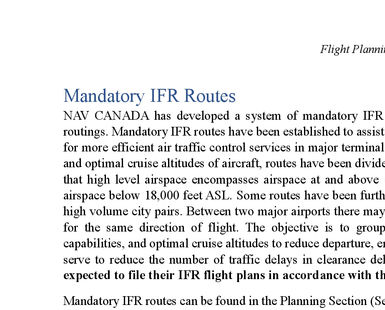 Flight Planni
Mandatory IFR Routes
NAV CANADA has developed a system of mandatory IFR
routings. Mandatory IFR routes have been established to assist
for more efficient air traffic control services in major terminal
and optimal cruise altitudes of aircraft, routes have been divide
that high level airspace encompasses airspace at and above
airspace below 18,000 feet ASL. Some routes have been furth
high volume city pairs. Between two major airports there may
for the same direction of flight. The objective is to group
capabilities, and optimal cruise altitudes to reduce departure, en
serve to reduce the number of traffic delays in clearance del
expected to file their IFR flight plans in accordance with th
Mandatory IFR routes can be found in the Planning Section (Se